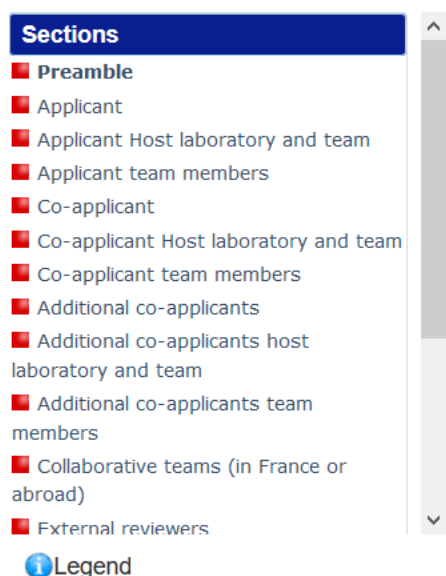 Sections
Preamble
Applicant
Applicant Host laboratory and team
Applicant team members
Co-applicant
Co-applicant Host laboratory and team
Co-applicant team members
Additional co-applicants
Additional co-applicants host
laboratory and team
Additional co-applicants team
members
Collaborative teams (in France or
abroad)
External reviewers
Legend